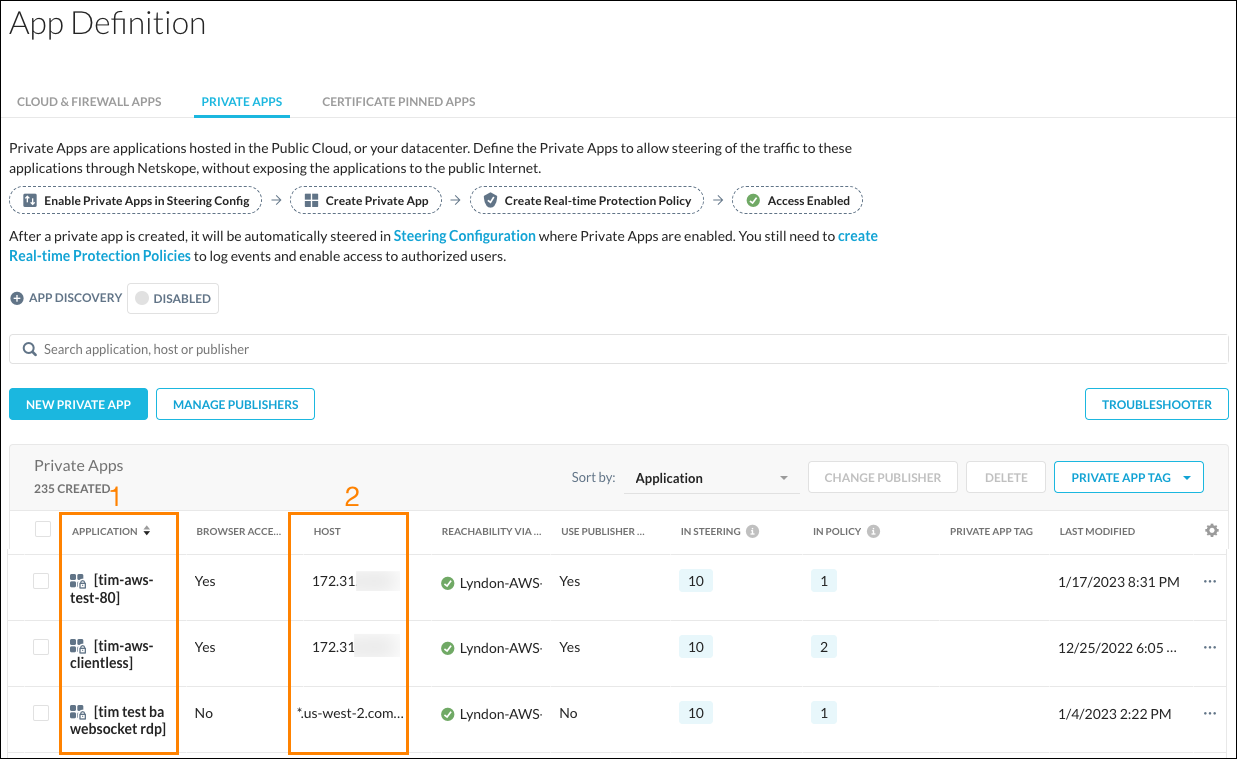 App Definition
CLOUD & FIREWALL APPS PRIVATE APPS CERTIFICATE PINNED APPS
Private Apps are applications hosted in the Public Cloud, or your datacenter. Define the Private Apps to allow steering of the traffic to these
applications through Netskope, without exposing the applications to the public Internet.
Enable Private Apps in Steering Config → Create Private App → Create Real-time Protection Policy → Access Enabled
After a private app is created, it will be automatically steered in Steering Configuration where Private Apps are enabled. You still need to create
Real-time Protection Policies to log events and enable access to authorized users.
APP DISCOVERY DISABLED
Search application, host or publisher
NEW PRIVATE APP MANAGE PUBLISHERS TROUBLESHOOTER
Private Apps
235 CREATED
Sort by: Application CHANGE PUBLISHER DELETE PRIVATE APP TAG
1 2
APPLICATION BROWSER ACCE... HOST REACHABILITY VIA ... USE PUBLISHER ... IN STEERING IN POLICY PRIVATE APP TAG LAST MODIFIED
[tim-aws-
test-80] Yes 172.31 Lyndon-AWS- Yes 10 1 1/17/2023 8:31 PM ...
[tim-aws-
clientless] Yes 172.31 Lyndon-AWS- Yes 10 2 12/25/2022 6:05 ... ...
[tim test ba
websocket rdp] No *.us-west-2.com... Lyndon-AWS- No 10 1 1/4/2023 2:22 PM ...